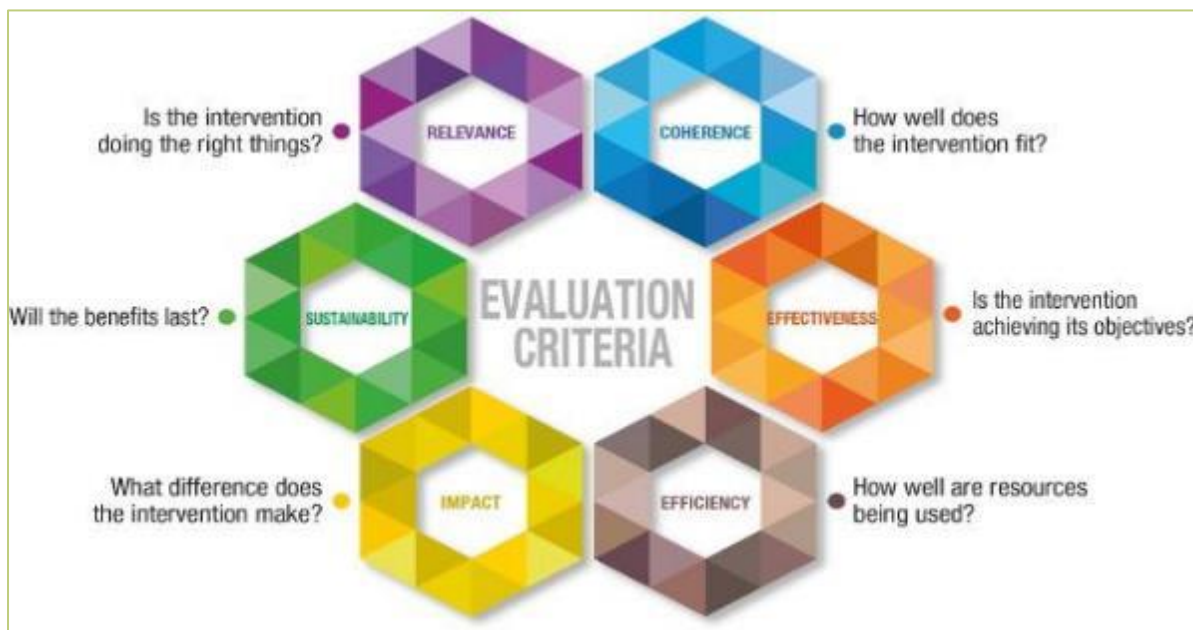 Is the intervention
doing the right things?
RELEVANCE
COHERENCE
How well does
the intervention fit?
Will the benefits last?
SUSTAINABILITY
EVALUATION
CRITERIA
EFFECTIVENESS
Is the intervention
achieving its objectives?
What difference does
the intervention make?
IMPACT
EFFICIENCY
How well are resources
being used?